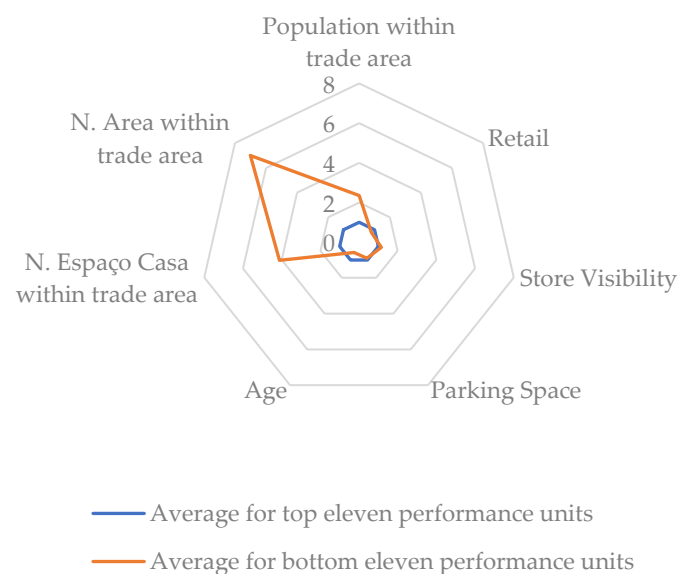 Population within
trade area
8
N. Area within
trade area
6
Retail
4
2
0
N. Espaço Casa
within trade area
Store Visibility
Age
Parking Space
Average for top eleven performance units
Average for bottom eleven performance units